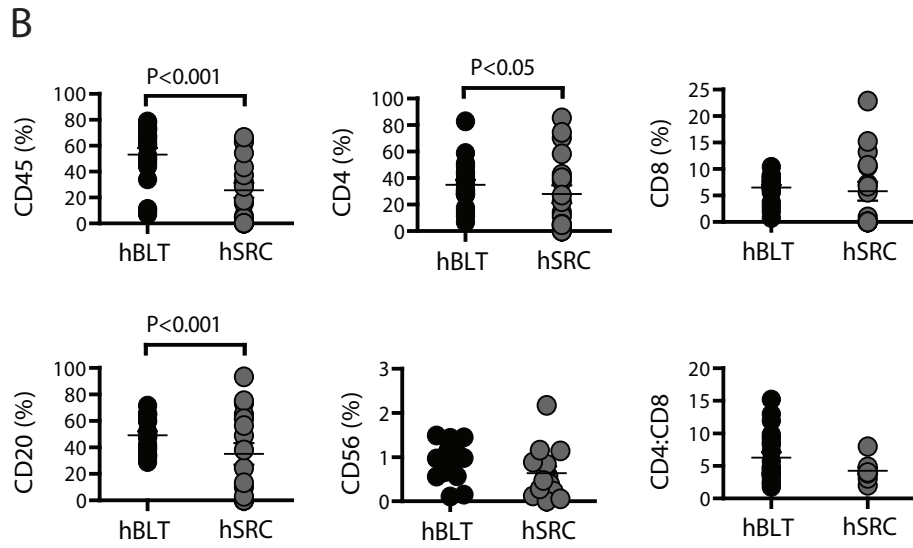 B
P<0.001
CD45 (%)
100
80
60
40
20
0
hBLT hSRC
P<0.05
CD4 (%)
100
80
60
40
20
0
hBLT hSRC
CD8 (%)
25
20
15
10
5
0
hBLT hSRC
P<0.001
CD20 (%)
100
80
60
40
20
0
hBLT hSRC
CD56 (%)
3
2
1
0
hBLT hSRC
CD4:CD8
20
15
10
5
0
hBLT hSRC